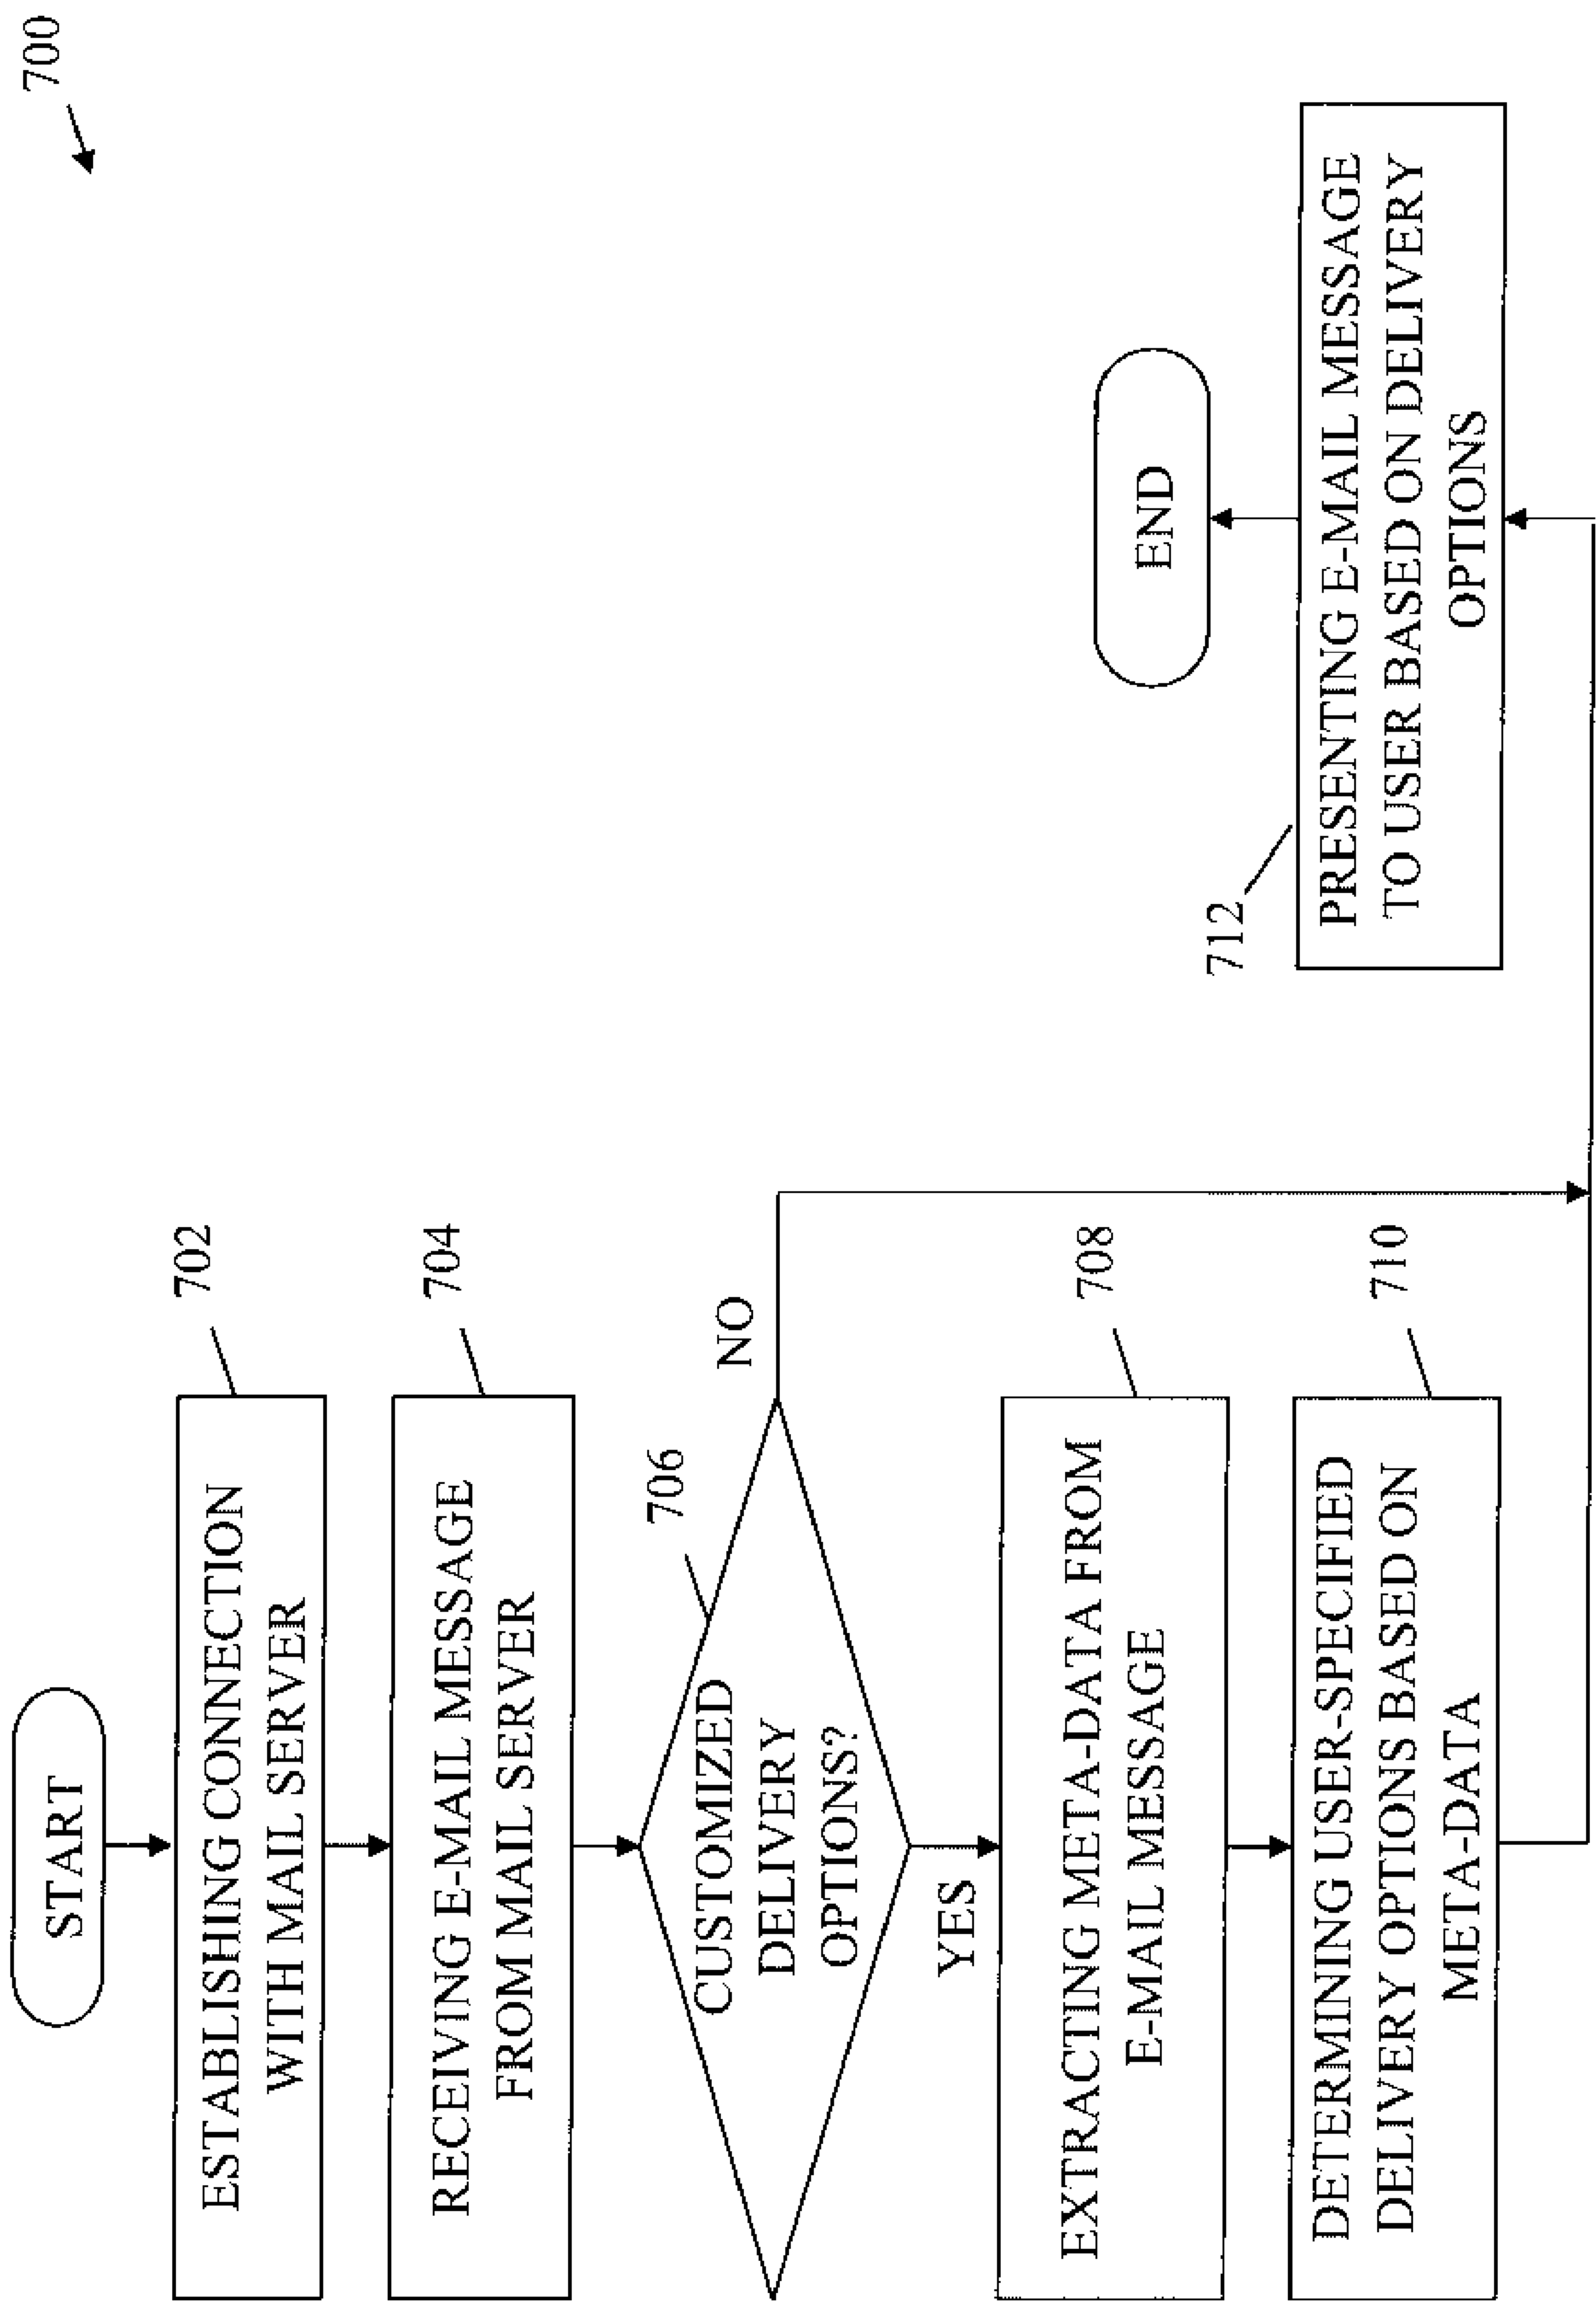 700
START
ESTABLISHING CONNECTION
WITH MAIL SERVER
702
RECEIVING E-MAIL MESSAGE
FROM MAIL SERVER
704
CUSTOMIZED
DELIVERY
OPTIONS?
706
NO
YES
EXTRACTING META-DATA FROM
E-MAIL MESSAGE
708
DETERMINING USER-SPECIFIED
DELIVERY OPTIONS BASED ON
META-DATA
710
712
PRESENTING E-MAIL MESSAGE
TO USER BASED ON DELIVERY
OPTIONS
END